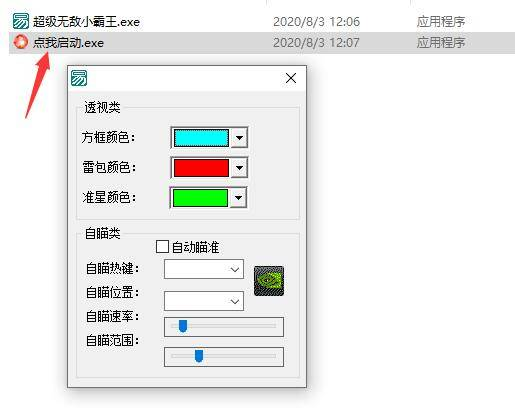 超级无敌小霸王.exe 2020/8/3 12:06 应用程序
点我启动.exe 2020/8/3 12:07 应用程序
透视类
方框颜色：
雷包颜色：
准星颜色：
自瞄类
自动瞄准
自瞄热键：
自瞄位置：
自瞄速率：
自瞄范围：